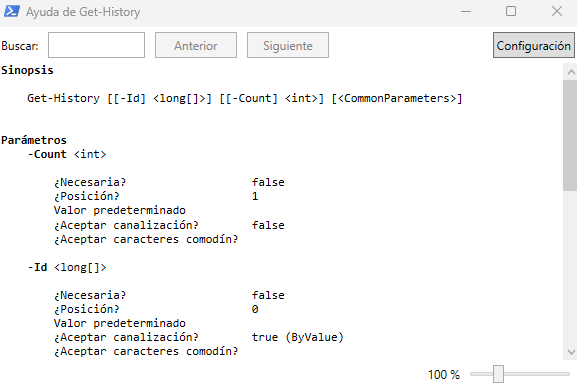 Ayuda de Get-History
Buscar: Anterior Siguiente Configuración
Sinopsis
Get-History [[-Id] <long[]>] [[-Count] <int>] [<CommonParameters>]
Parámetros
-Count <int>
¿Necesaria? false
¿Posición? 1
Valor predeterminado
¿Aceptar canalización? false
¿Aceptar caracteres comodín?
-Id <long[]>
¿Necesaria? false
¿Posición? 0
Valor predeterminado
¿Aceptar canalización? true (ByValue)
¿Aceptar caracteres comodín?
100 %